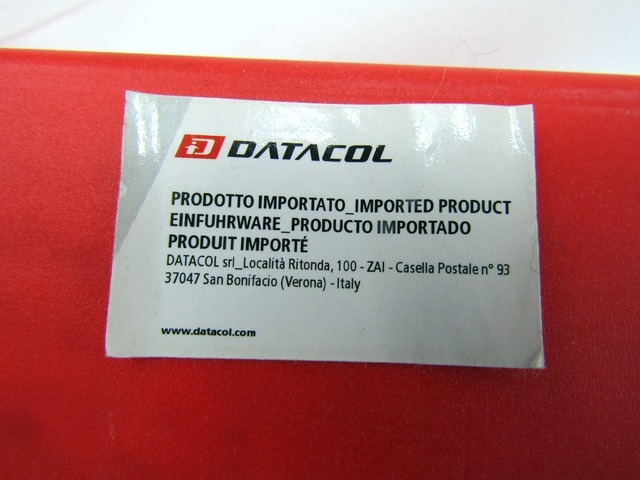 DATACOL
PRODOTTO IMPORTATO_IMPORTED PRODUCT
EINFUHRWARE_PRODUCTO IMPORTADO
PRODUIT IMPORTÉ
DATACOL srl_Località Ritonda, 100 - ZAI - Casella Postale n° 93
37047 San Bonifacio (Verona) - Italy
www.datacol.com